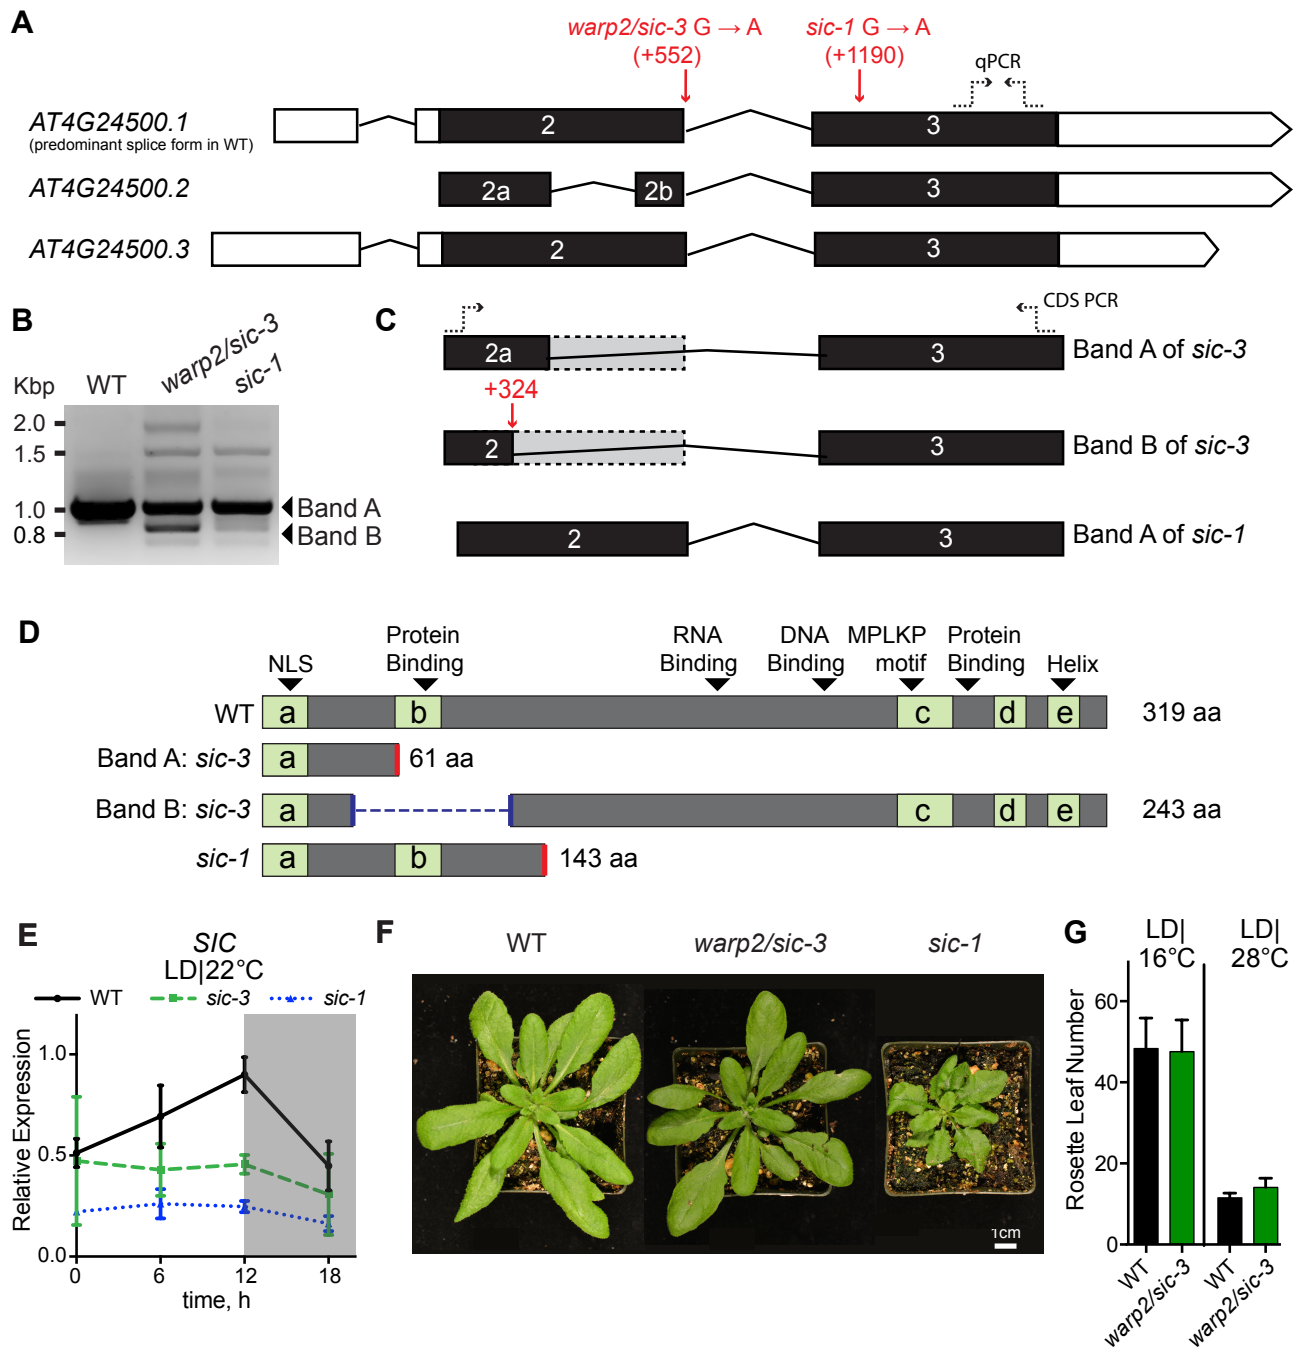 A
warp2/sic-3 G → A
(+552)
sic-1 G → A
(+1190)
qPCR
AT4G24500.1
(predominant splice form in WT)
2
3
AT4G24500.2
2a
2b
3
AT4G24500.3
2
3
B
Kbp
WT
warp2/sic-3
sic-1
2.0
1.5
1.0
0.8
Band A
Band B
C
CDS PCR
2a
3
Band A of sic-3
+324
2
3
Band B of sic-3
2
3
Band A of sic-1
D
NLS
Protein
Binding
RNA
Binding
DNA
Binding
MPLKP
motif
Protein
Binding
Helix
WT
a
b
c
d
e
319 aa
Band A: sic-3
a
61 aa
Band B: sic-3
a
c
d
e
243 aa
sic-1
a
b
143 aa
E
SIC
LD|22°C
WT
sic-3
sic-1
Relative Expression
1.0
0.5
0.0
0
6
12
18
time, h
F
WT
warp2/sic-3
sic-1
1cm
G
LD|
16°C
LD|
28°C
Rosette Leaf Number
60
40
20
0
WT
warp2/sic-3
WT
warp2/sic-3